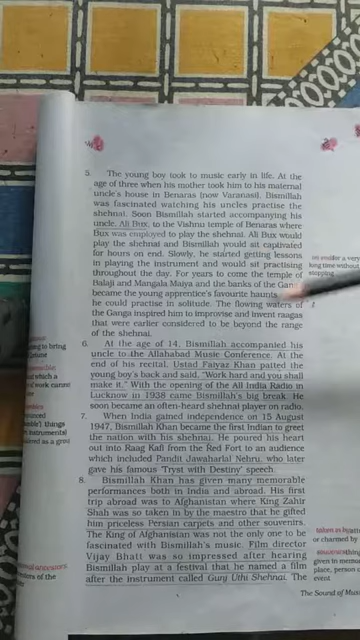 5. The young boy took to music early in life. At the
age of three when his mother took him to his maternal
uncle's house in Benaras (now Varanasi), Bismillah
was fascinated watching his uncles practise the
shehnai. Soon Bismillah started accompanying his
uncle, Ali Bux, to the Vishnu temple of Benaras where
Bux was employed to play the shehnai. Ali Bux would
play the shehnai and Bismillah would sit captivated
for hours on end. Slowly, he started getting lessons
in playing the instrument and would sit practising
throughout the day. For years to come the temple of
Balaji and Mangala Maiya and the banks of the
became the young apprentice's favourite haunts
he could practise in solitude. The flowing waters of
the Ganga inspired him to improvise and invent raagas
that were earlier considered to be beyond the range
of the shehnai.
6. At the age of 14, Bismillah accompanied his
uncle to the Allahabad Music Conference. At the
end of his recital, Ustad Faiyaz Khan patted the
young boy's back and said, "Work hard and you shall
make it." With the opening of the All India Radio in
Lucknow in 1938 came Bismillah's big break. He
soon became an often-heard shehnai player on radio.
7. When India gained independence on 15 August
1947, Bismillah Khan became the first Indian to greet
the nation with his shehnai. He poured his heart
out into Raag Kafi from the Red Fort to an audience
which included Pandit Jawaharlal Nehru, who later
gave his famous 'Tryst with Destiny' speech.
8. Bismillah Khan has given many memorable
performances both in India and abroad. His first
trip abroad was to Afghanistan where King Zahir
Shah was so taken in by the maestro that he gifted
him priceless Persian carpets and other souvenirs.
The King of Afghanistan was not the only one to be
fascinated with Bismillah's music. Film director
Vijay Bhatt was so impressed after hearing
Bismillah play at a festival that he named a film
after the instrument called Gunj Uthi Shehnai. The
a very
long time without
stopping
taken in by
or charmed by
given in
place, person
event
The Sound of